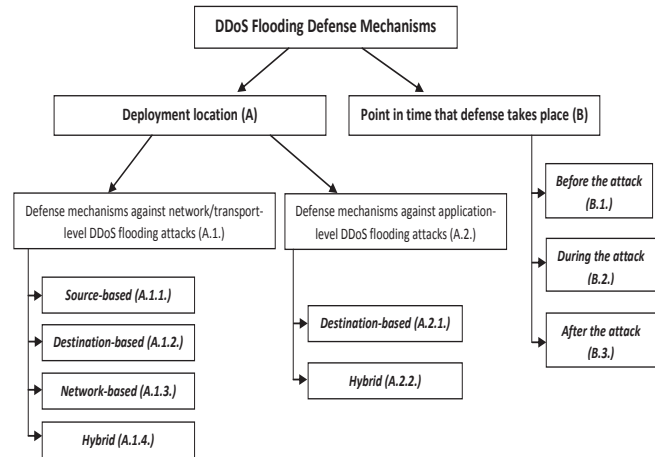 DDoS Flooding Defense Mechanisms
Deployment location (A)
Point in time that defense takes place (B)
Defense mechanisms against network/transport-
level DDoS flooding attacks (A.1.)
Defense mechanisms against application-
level DDoS flooding attacks (A.2.)
Before the attack
(B.1.)
During the attack
(B.2.)
After the attack
(B.3.)
Source-based (A.1.1.)
Destination-based (A.1.2.)
Network-based (A.1.3.)
Hybrid (A.1.4.)
Destination-based (A.2.1.)
Hybrid (A.2.2.)